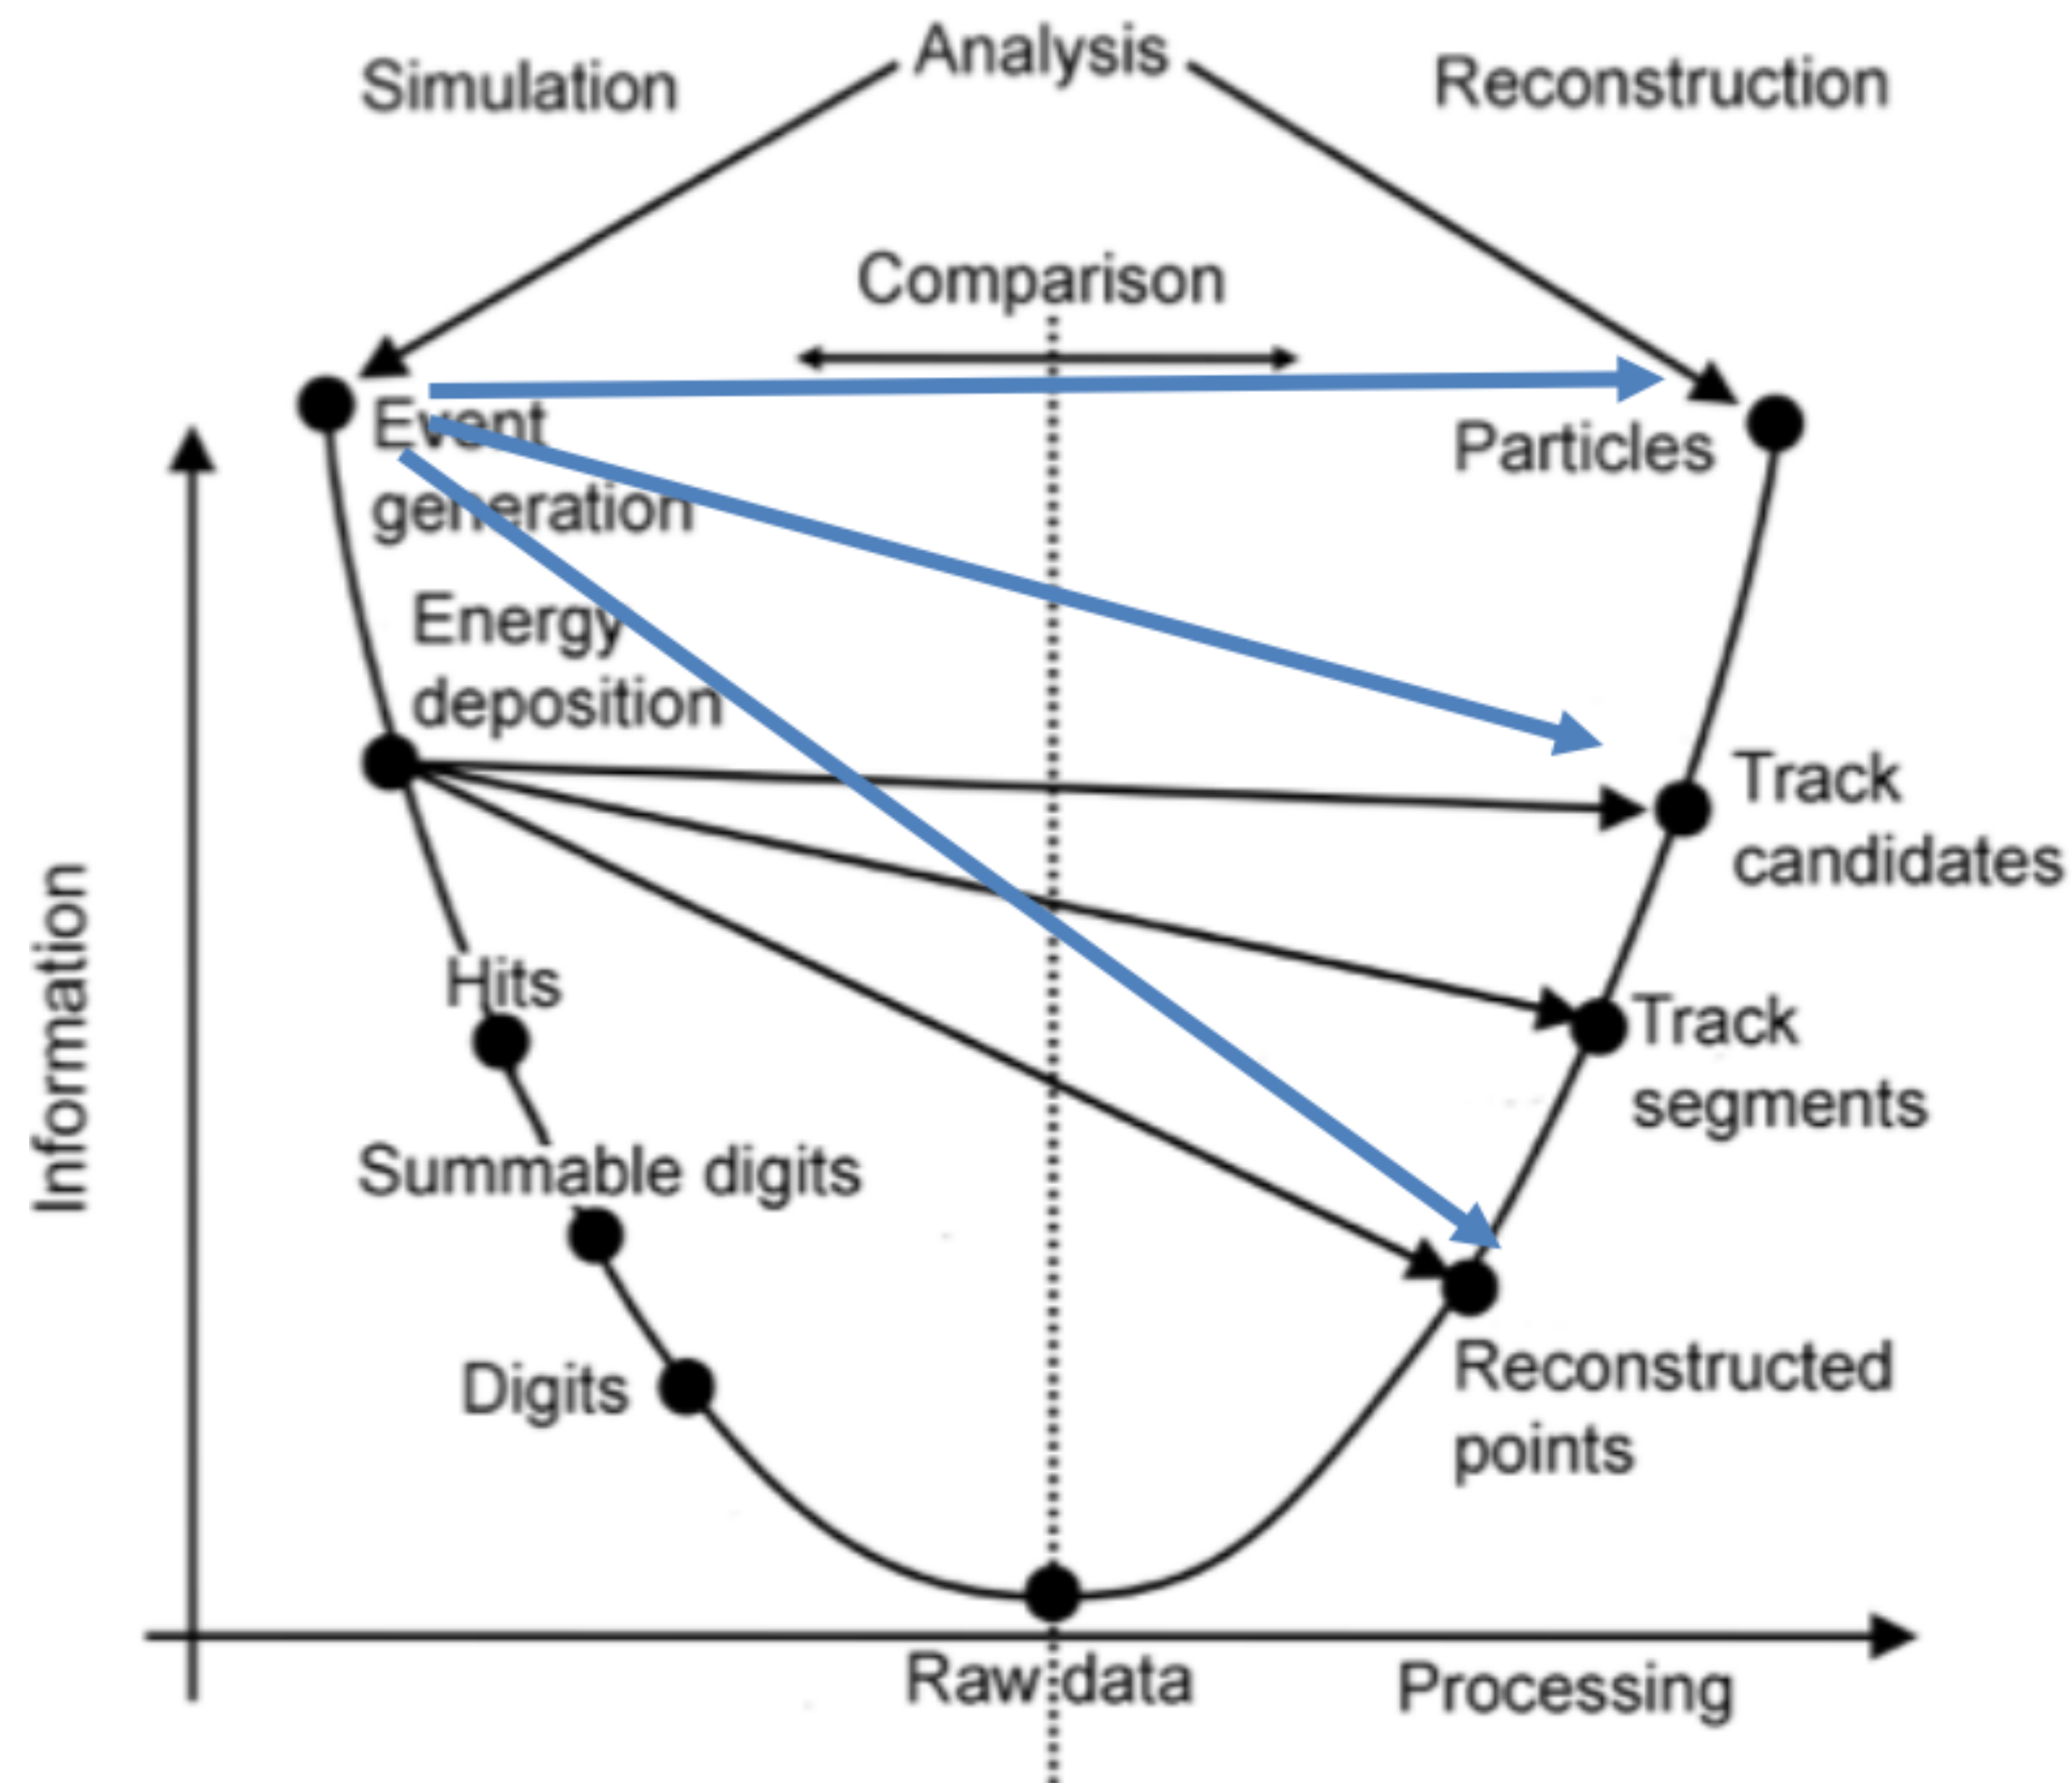 Analysis
Simulation
Reconstruction
Comparison
Event
generation
Particles
Energy
deposition
Track
candidates
Information
Hits
Track
segments
Summable digits
Digits
Reconstructed
points
Raw data
Processing